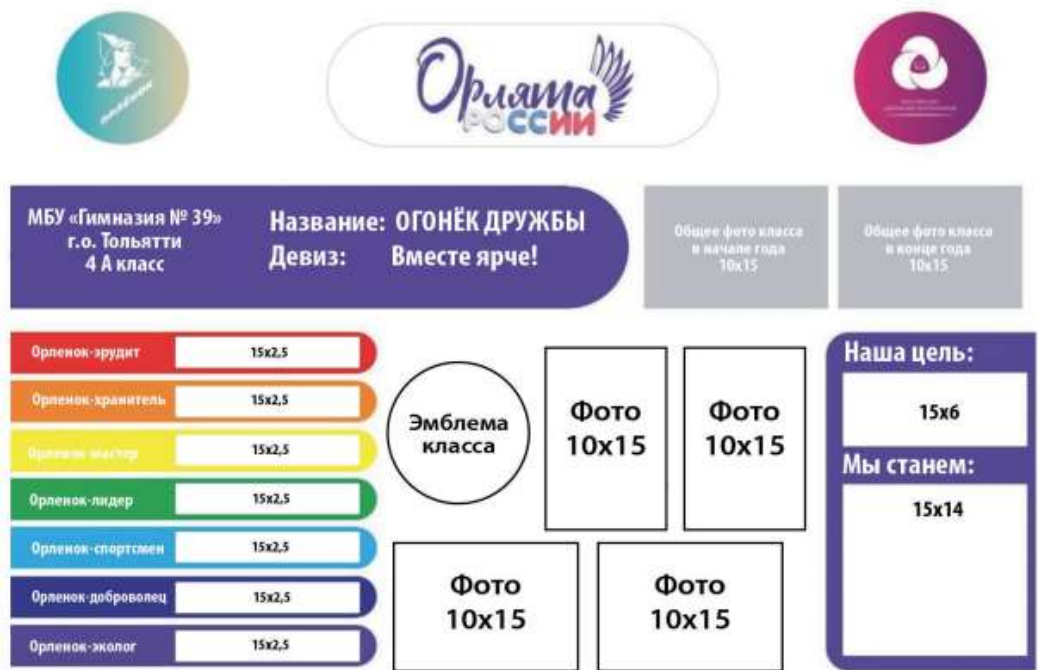 ОРЛЁНОК
Орлята
РОССИИ
МБУ «Гимназия № 39»
г.о. Тольятти
4 А класс
Название: ОГОНЁК ДРУЖБЫ
Девиз: Вместе ярче!
Общее фото класса
в начале года
10х15
Общее фото класса
в конце года
10х15
Орленок-эрудит
15х2,5
Орленок-хранитель
15х2,5
Орленок-мастер
15х2,5
Орленок-лидер
15х2,5
Орленок-спортсмен
15х2,5
Орленок-доброволец
15х2,5
Орленок-эколог
15х2,5
Эмблема
класса
Фото
10х15
Фото
10х15
Фото
10х15
Фото
10х15
Наша цель:
15х6
Мы станем:
15х14